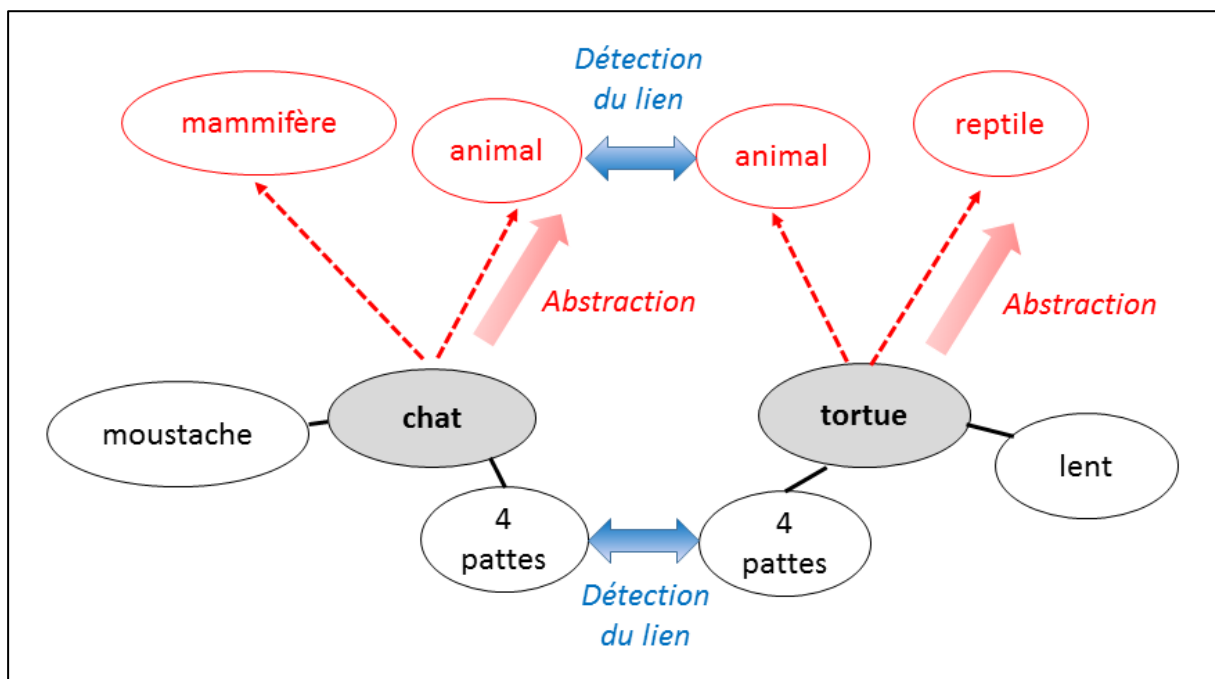 Détection
du lien
mammifère
animal
animal
reptile
Abstraction
Abstraction
moustache
chat
tortue
lent
4
pattes
4
pattes
Détection
du lien